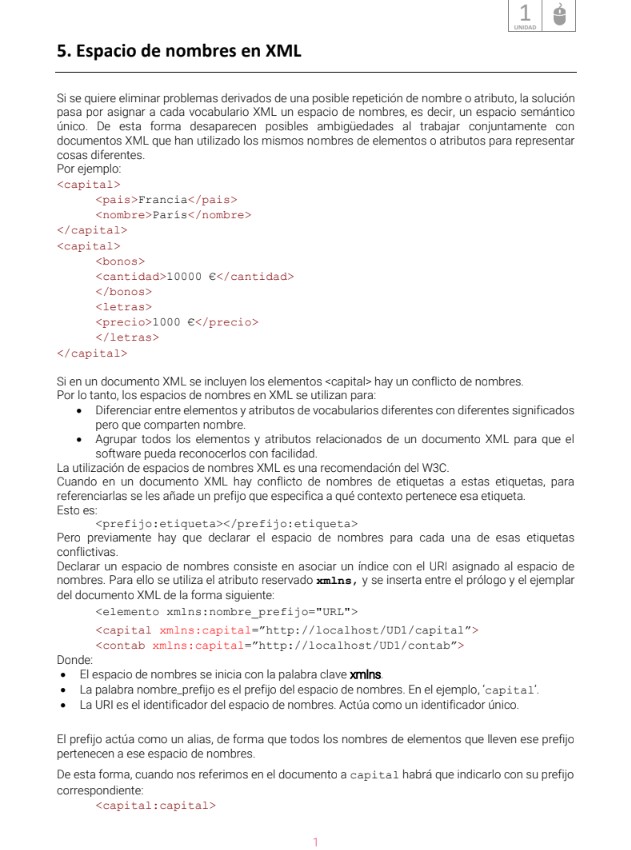 1
UNIDAD
5. Espacio de nombres en XML
Si se quiere eliminar problemas derivados de una posible repetición de nombre o atributo, la solución
pasa por asignar a cada vocabulario XML un espacio de nombres, es decir, un espacio semántico
único. De esta forma desaparecen posibles ambigüedades al trabajar conjuntamente con
documentos XML que han utilizado los mismos nombres de elementos o atributos para representar
cosas diferentes.
Por ejemplo:
<capital>
<pais>Francia</pais>
<nombre>París</nombre>
</capital>
<capital>
<bonos>
<cantidad>10000 €</cantidad>
</bonos>
<letras>
<precio>1000 €</precio>
</letras>
</capital>
Si en un documento XML se incluyen los elementos <capital> hay un conflicto de nombres.
Por lo tanto, los espacios de nombres en XML se utilizan para:
• Diferenciar entre elementos y atributos de vocabularios diferentes con diferentes significados
pero que comparten nombre.
• Agrupar todos los elementos y atributos relacionados de un documento XML para que el
software pueda reconocerlos con facilidad.
La utilización de espacios de nombres XML es una recomendación del W3C.
Cuando en un documento XML hay conflicto de nombres de etiquetas a estas etiquetas, para
referenciarlas se les añade un prefijo que especifica a qué contexto pertenece esa etiqueta.
Esto es:
<prefijo:etiqueta></prefijo:etiqueta>
Pero previamente hay que declarar el espacio de nombres para cada una de esas etiquetas
conflictivas.
Declarar un espacio de nombres consiste en asociar un índice con el URI asignado al espacio de
nombres. Para ello se utiliza el atributo reservado xmlns, y se inserta entre el prólogo y el ejemplar
del documento XML de la forma siguiente:
<elemento xmlns:nombre_prefijo="URL">
<capital xmlns:capital=”http://localhost/UD1/capital”>
<contab xmlns:capital=”http://localhost/UD1/contab”>
Donde:
• El espacio de nombres se inicia con la palabra clave xmlns.
• La palabra nombre_prefijo es el prefijo del espacio de nombres. En el ejemplo, ‘capital’.
• La URI es el identificador del espacio de nombres. Actúa como un identificador único.
El prefijo actúa como un alias, de forma que todos los nombres de elementos que lleven ese prefijo
pertenecen a ese espacio de nombres.
De esta forma, cuando nos referimos en el documento a capital habrá que indicarlo con su prefijo
correspondiente:
<capital:capital>
1